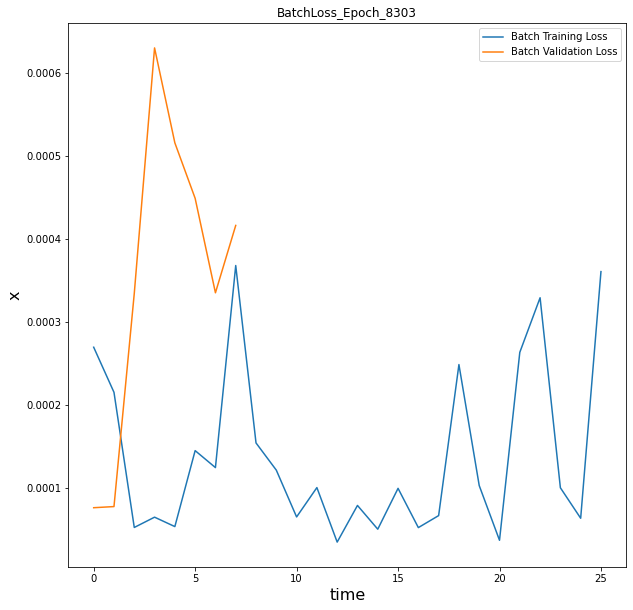 BatchLoss_Epoch_8303
Batch Training Loss
Batch Validation Loss
0.0006
0.0005
0.0004
0.0003
0.0002
0.0001
x
0 5 10 15 20 25
time